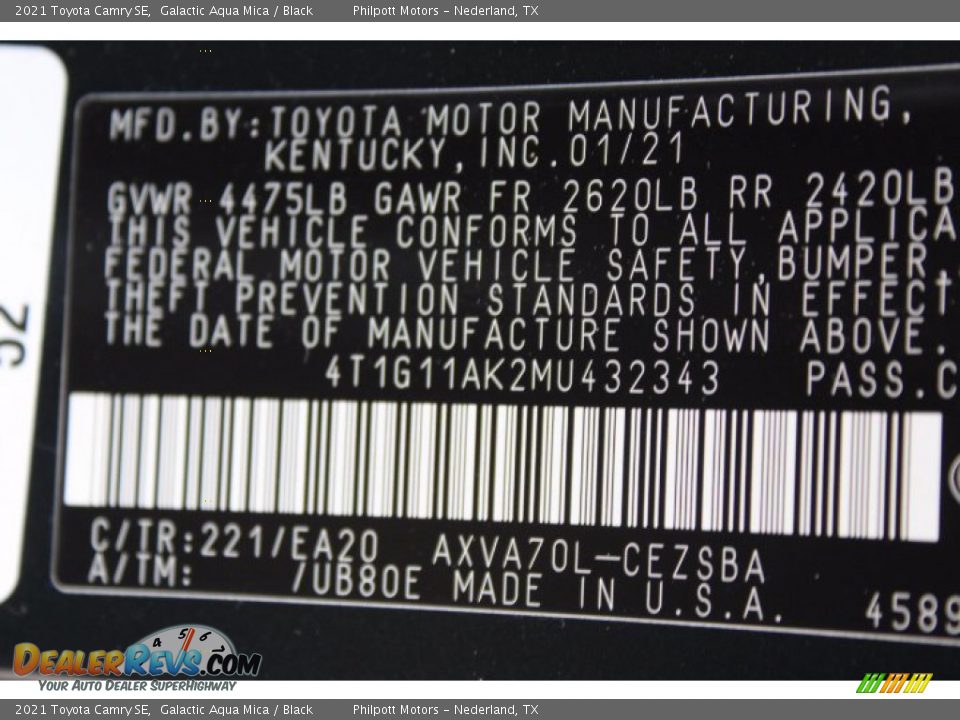 2021 Toyota Camry SE, Galactic Aqua Mica / Black Philpott Motors - Nederland, TX
52
MFD.BY:TOYOTA MOTOR MANUFACTURING,
KENTUCKY,INC.01/21
GVWR 4475LB GAWR FR 2620LB RR 2420LB
THIS VEHICLE CONFORMS TO ALL APPLICA
FEDERAL MOTOR VEHICLE SAFETY,BUMPER,
THEFT PREVENTION STANDARDS IN EFFECT
THE DATE OF MANUFACTURE SHOWN ABOVE.
4T1G11AK2MU432343 PASS.C
C/TR:221/EA20 AXVA70L-CEZSBA
A/TM: /UB80E MADE IN U.S.A.
4589
4 5 6
DEALERREVS.COM
YOUR AUTO DEALER SUPERHIGHWAY
2021 Toyota Camry SE, Galactic Aqua Mica / Black Philpott Motors - Nederland, TX